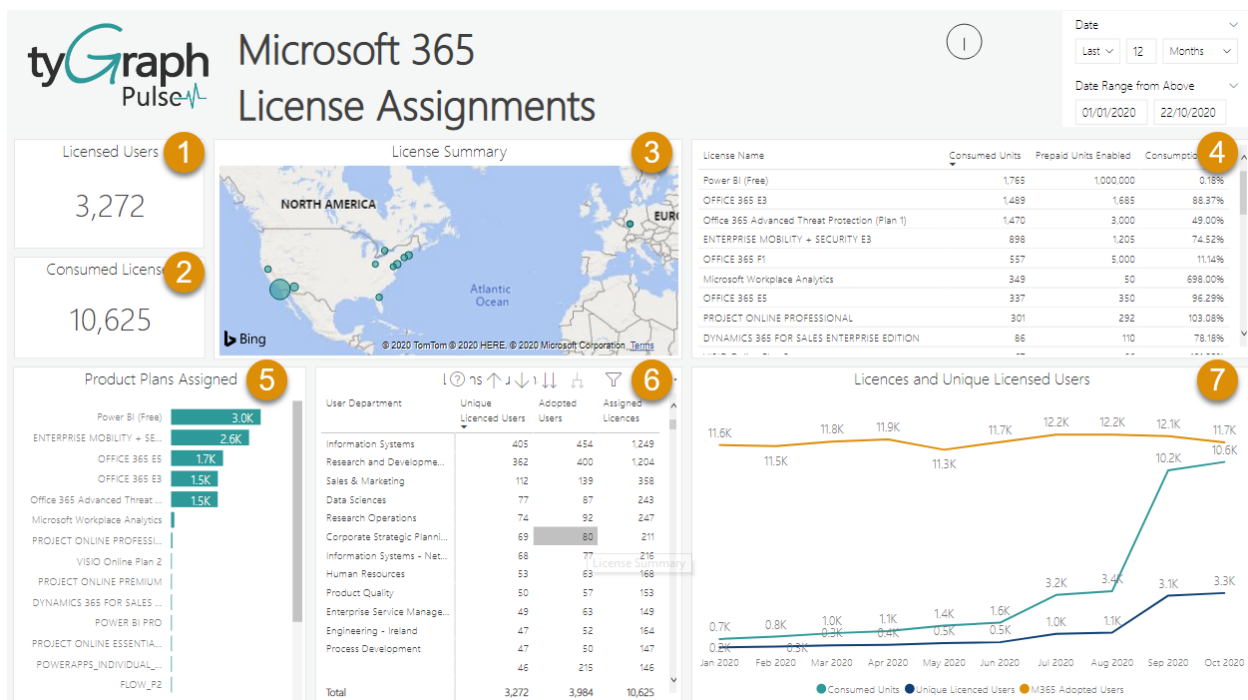 tyGraph
Pulse
Microsoft 365
License Assignments
Date
Last 12 Months
Date Range from Above
01/01/2020 22/10/2020
Licensed Users 1
3,272
Consumed License 2
10,625
License Summary 3
NORTH AMERICA
EURO
Atlantic
Ocean
Bing
© 2020 TomTom © 2020 HERE, © 2020 Microsoft Corporation Terms
4
License Name Consumed Units Prepaid Units Enabled Consumptio
Power BI (Free) 1,765 1,000,000 0.18%
OFFICE 365 E3 1,489 1,685 88.37%
Office 365 Advanced Threat Protection (Plan 1) 1,470 3,000 49.00%
ENTERPRISE MOBILITY + SECURITY E3 898 1,205 74.52%
OFFICE 365 F1 557 5,000 11.14%
Microsoft Workplace Analytics 349 50 698.00%
OFFICE 365 E5 337 350 96.29%
PROJECT ONLINE PROFESSIONAL 301 292 103.08%
DYNAMICS 365 FOR SALES ENTERPRISE EDITION 86 110 78.18%
Product Plans Assigned 5
Power BI (Free) 3.0K
ENTERPRISE MOBILITY + SE... 2.6K
OFFICE 365 E5 1.7K
OFFICE 365 E3 1.5K
Office 365 Advanced Threat ... 1.5K
Microsoft Workplace Analytics
PROJECT ONLINE PROFESSI...
VISIO Online Plan 2
PROJECT ONLINE PREMIUM
DYNAMICS 365 FOR SALES ...
POWER BI PRO
PROJECT ONLINE ESSENTIA...
POWERAPPS_INDIVIDUAL_...
FLOW_P2
6
User Department Unique Adopted Assigned
Licenced Users Users Licences
Information Systems 405 454 1,249
Research and Developme... 362 400 1,204
Sales & Marketing 112 139 358
Data Sciences 77 87 243
Research Operations 74 92 247
Corporate Strategic Planni... 69 80 211
Information Systems - Net... 68 77 216
License Summary
Human Resources 53 63 168
Product Quality 50 57 153
Enterprise Service Manage... 49 63 149
Engineering - Ireland 47 52 164
Process Development 47 50 147
46 215 146
Total 3,272 3,984 10,625
Licences and Unique Licensed Users 7
11.6K 11.5K 11.8K 11.9K 11.3K 11.7K 12.2K 12.2K 12.1K 11.7K
0.7K 0.8K 1.0K 1.1K 1.4K 1.6K 3.2K 3.4K 10.2K 10.6K
0.2K 0.3K 0.3K 0.4K 0.5K 0.5K 1.0K 1.1K 3.1K 3.3K
Jan 2020 Feb 2020 Mar 2020 Apr 2020 May 2020 Jun 2020 Jul 2020 Aug 2020 Sep 2020 Oct 2020
Consumed Units Unique Licenced Users M365 Adopted Users